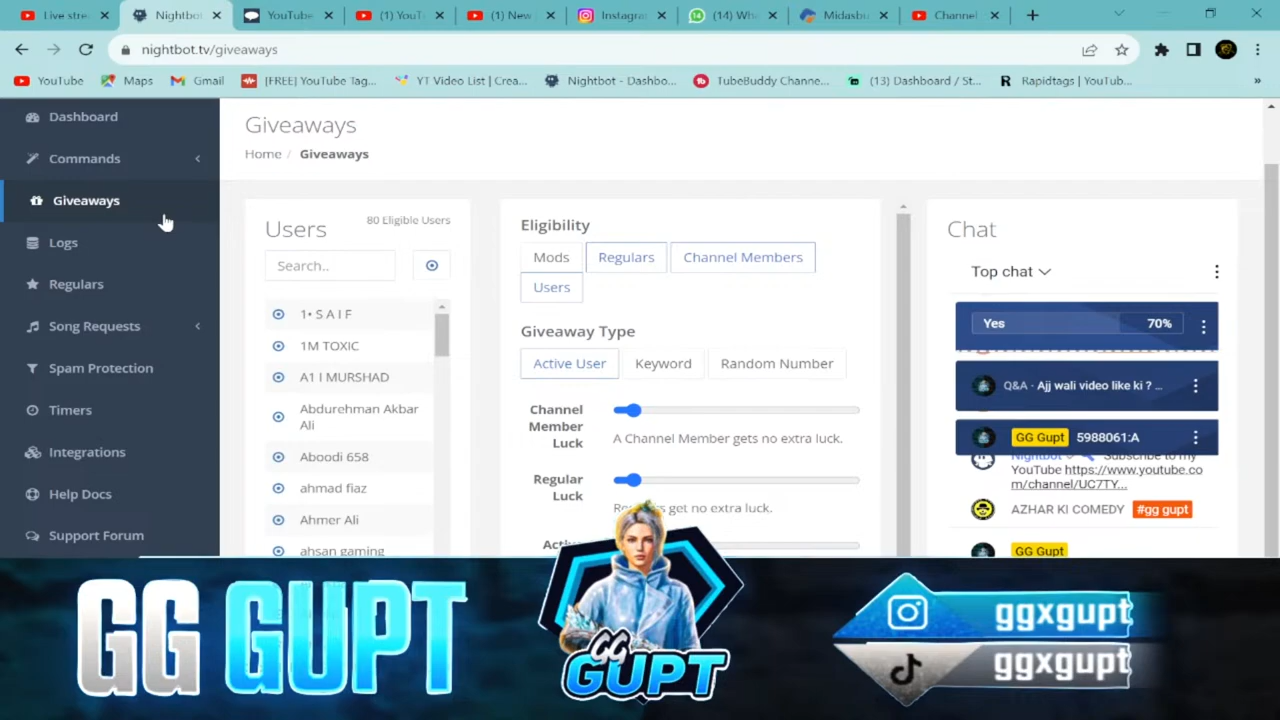 Live stre
Nightbot
YouTube
(1) YouT
(1) New
Instagra
(14) Wha
Midasbu
Channel
nightbot.tv/giveaways
YouTube
Maps
Gmail
[FREE] YouTube Tag...
YT Video List | Crea...
Nightbot - Dashbo...
TubeBuddy Channe...
(13) Dashboard / St...
Rapidtags | YouTub...
»
Dashboard
Commands
Giveaways
Logs
Regulars
Song Requests
Spam Protection
Timers
Integrations
Help Docs
Support Forum
Giveaways
Home / Giveaways
Users
80 Eligible Users
Search..
1• S A I F
1M TOXIC
A1 I MURSHAD
Abdurehman Akbar
Ali
Aboodi 658
ahmad fiaz
Ahmer Ali
ahsan gaming
Eligibility
Mods
Regulars
Channel Members
Users
Giveaway Type
Active User
Keyword
Random Number
Channel
Member
Luck
A Channel Member gets no extra luck.
Regular
Luck
get no extra luck.
Chat
Top chat
Yes 70%
Q&A · Ajj wali video like ki ? ...
GG Gupt 5988061:A
Nightbot Subscribe to my
YouTube https://www.youtube.co
m/channel/UC7TY...
AZHAR KI COMEDY #gg gupt
GG Gupt
GG GUPT
GG
GUPT
ggxgupt
ggxgupt